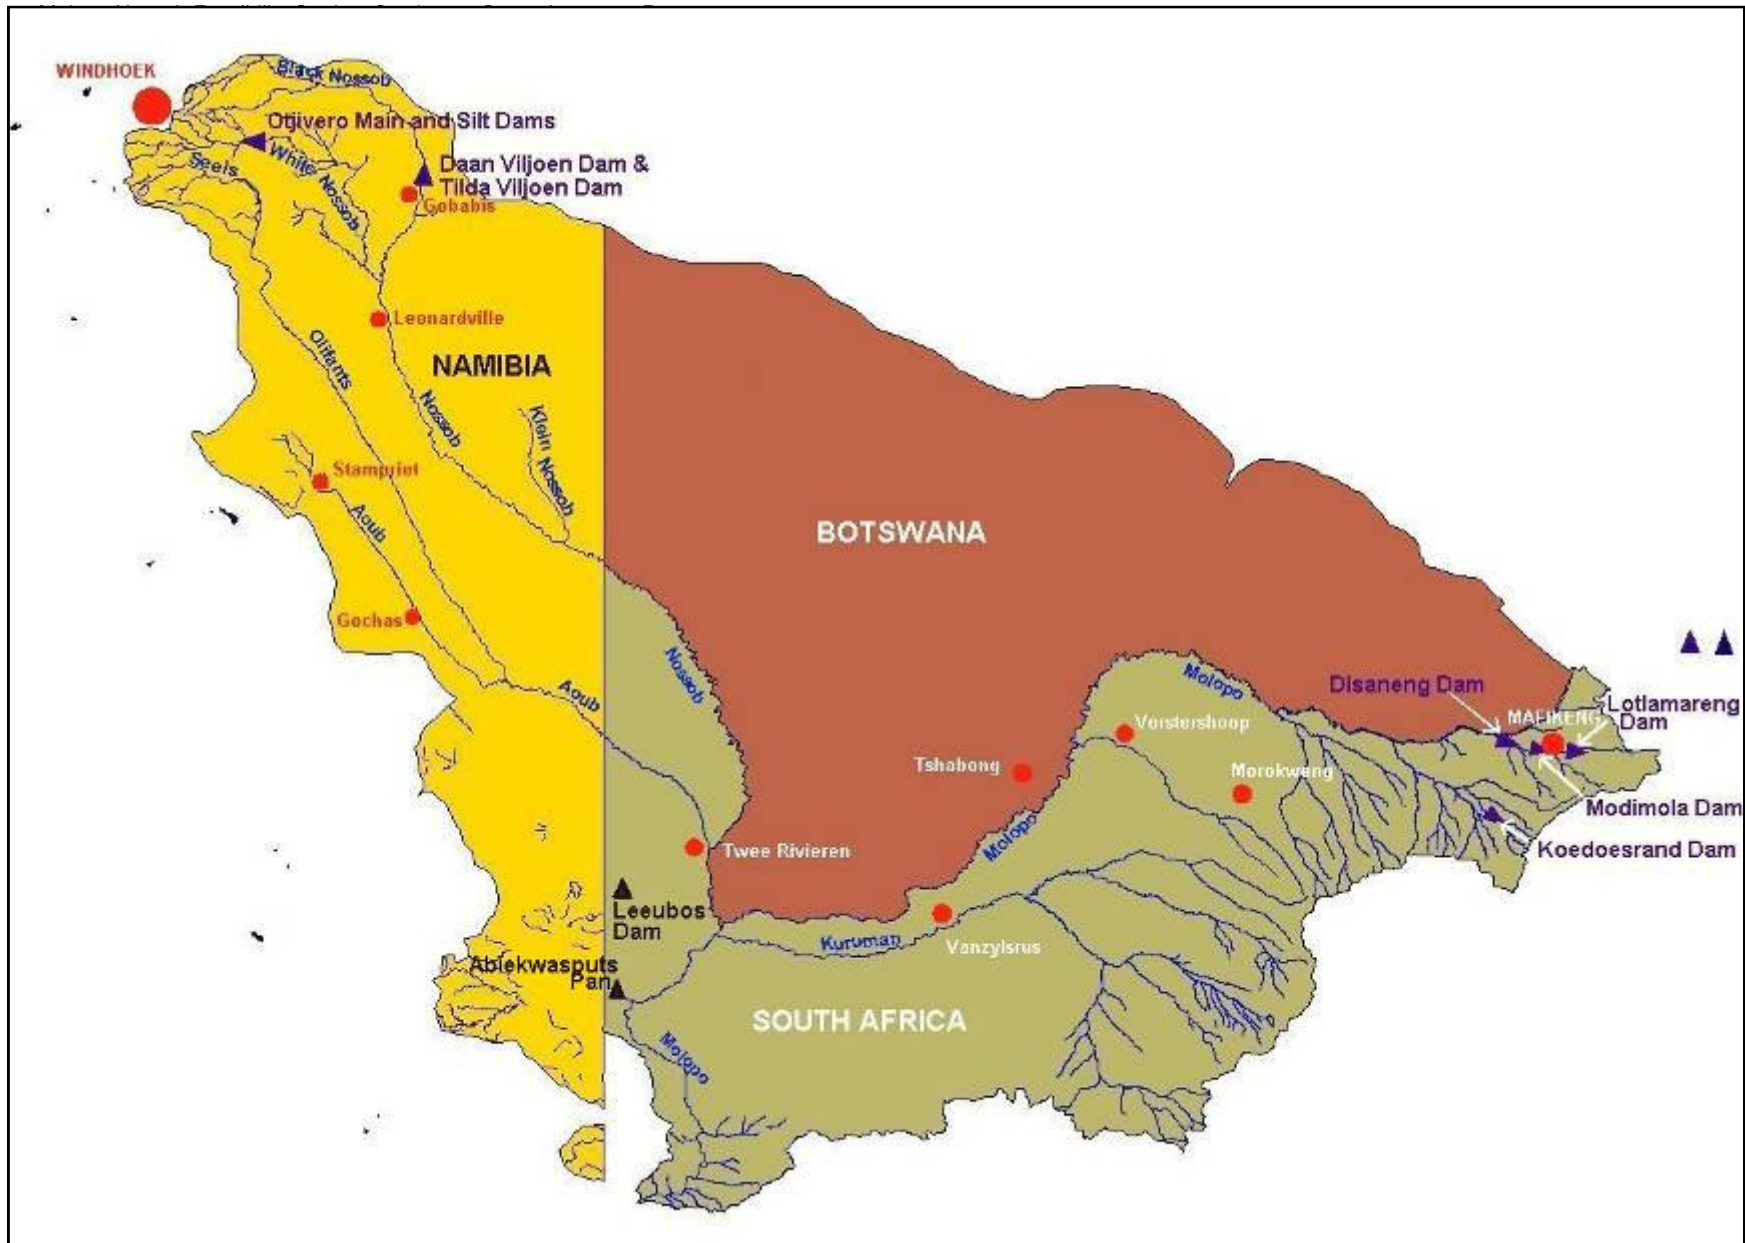 WINDHOEK
Black Nossob
Otjivero Main and Silt Dams
White Nossob
Seeis
Daan Viljoen Dam &
Tilda Viljoen Dam
Gobabis
Leonardville
Olifants
NAMIBIA
Nossob
Klein Nossob
Stampriet
Aoub
BOTSWANA
Gochas
Nossob
Aoub
Molopo
Disaneng Dam
Lotlamareng
Dam
MAFIKENG
Vorstershoop
Tshabong
Morokweng
Modimola Dam
Molopo
Koedoesrand Dam
Twee Rivieren
Leeubos
Dam
Kuruman
Vanzylsrus
Abiekwasputs
Pan
SOUTH AFRICA
Molopo